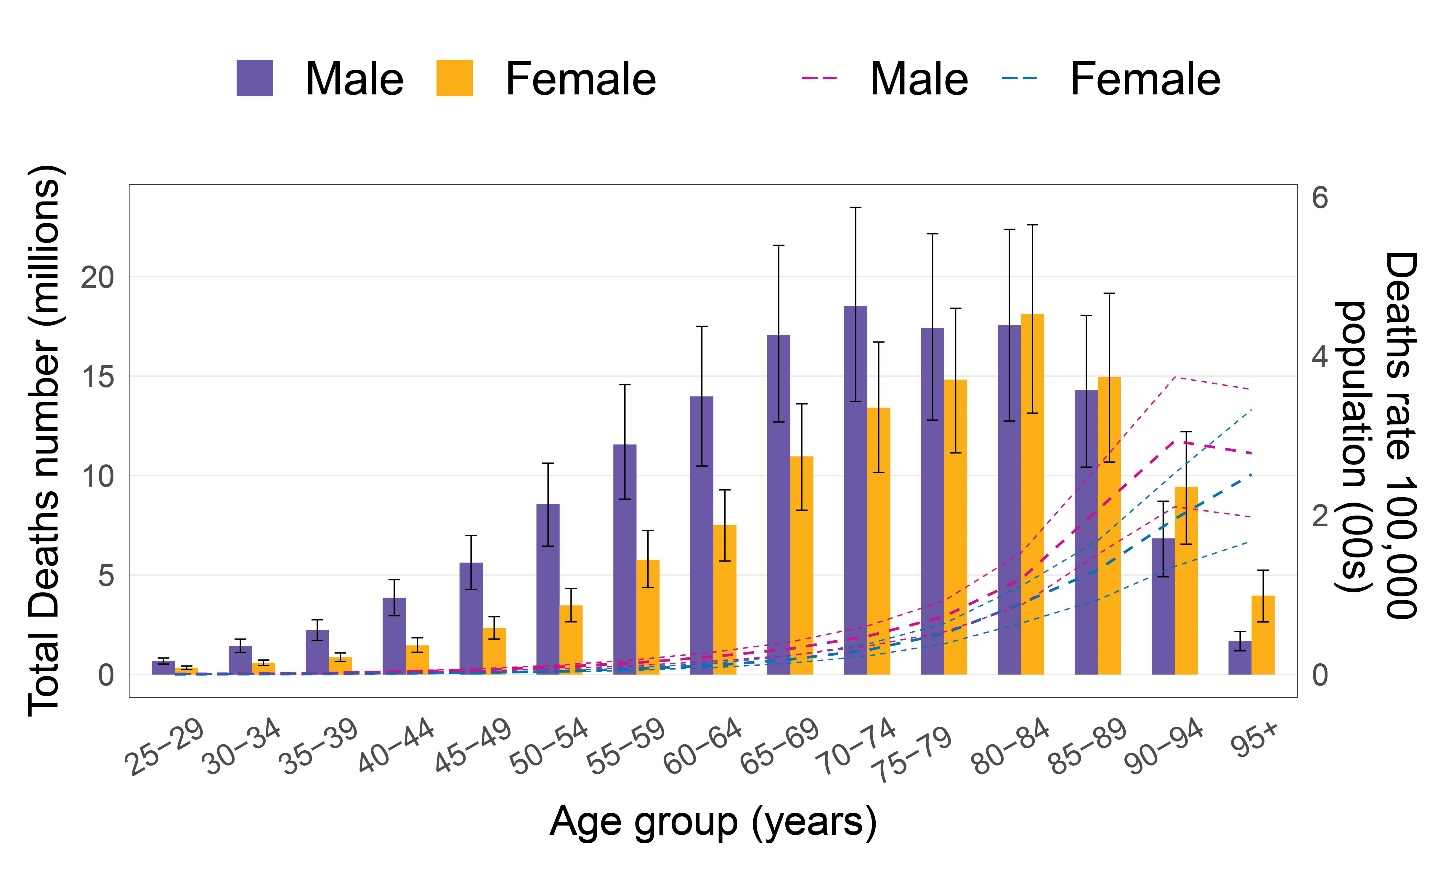 Male Female Male Female
Total Deaths number (millions)
20
15
10
5
0
6
4
2
0
Deaths rate 100,000
population (00s)
25–29 30–34 35–39 40–44 45–49 50–54 55–59 60–64 65–69 70–74 75–79 80–84 85–89 90–94 95+
Age group (years)